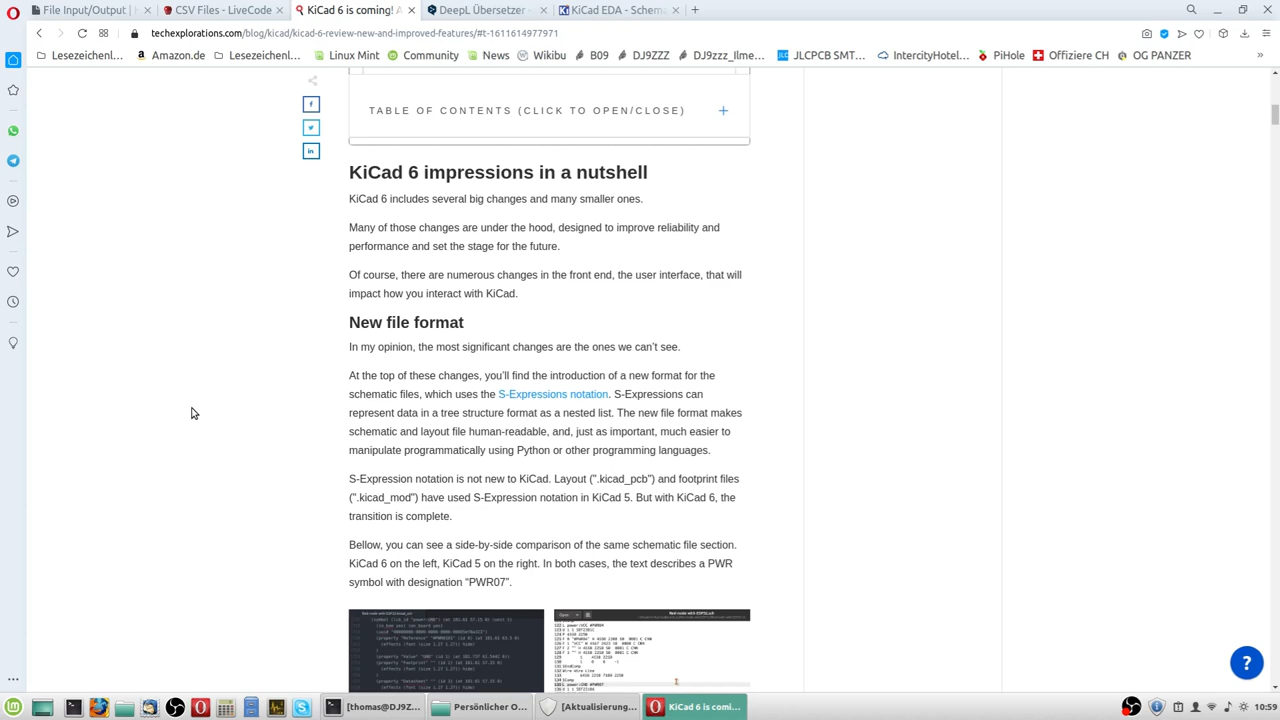 File Input/Output |
CSV Files - LiveCode
KiCad 6 is coming! A
DeepL Übersetzer -
KiCad EDA - Schema
techexplorations.com/blog/kicad/kicad-6-review-new-and-improved-features/#t-1611614977971
Lesezeichenl...
Amazon.de
Lesezeichenl...
Linux Mint
Community
News
Wikibu
B09
DJ9ZZZ
DJ9zzz_Ilme...
JLCPCB SMT...
IntercityHotel...
PiHole
Offiziere CH
OG PANZER
»
TABLE OF CONTENTS (CLICK TO OPEN/CLOSE)
+
KiCad 6 impressions in a nutshell
KiCad 6 includes several big changes and many smaller ones.
Many of those changes are under the hood, designed to improve reliability and
performance and set the stage for the future.
Of course, there are numerous changes in the front end, the user interface, that will
impact how you interact with KiCad.
New file format
In my opinion, the most significant changes are the ones we can’t see.
At the top of these changes, you’ll find the introduction of a new format for the
schematic files, which uses the S-Expressions notation. S-Expressions can
represent data in a tree structure format as a nested list. The new file format makes
schematic and layout file human-readable, and, just as important, much easier to
manipulate programmatically using Python or other programming languages.
S-Expression notation is not new to KiCad. Layout (".kicad_pcb") and footprint files
(".kicad_mod") have used S-Expression notation in KiCad 5. But with KiCad 6, the
transition is complete.
Bellow, you can see a side-by-side comparison of the same schematic file section.
KiCad 6 on the left, KiCad 5 on the right. In both cases, the text describes a PWR
symbol with designation “PWR07”.
[thomas@DJ9Z...
Persönlicher O...
[Aktualisierung...
KiCad 6 is comi...
10:59